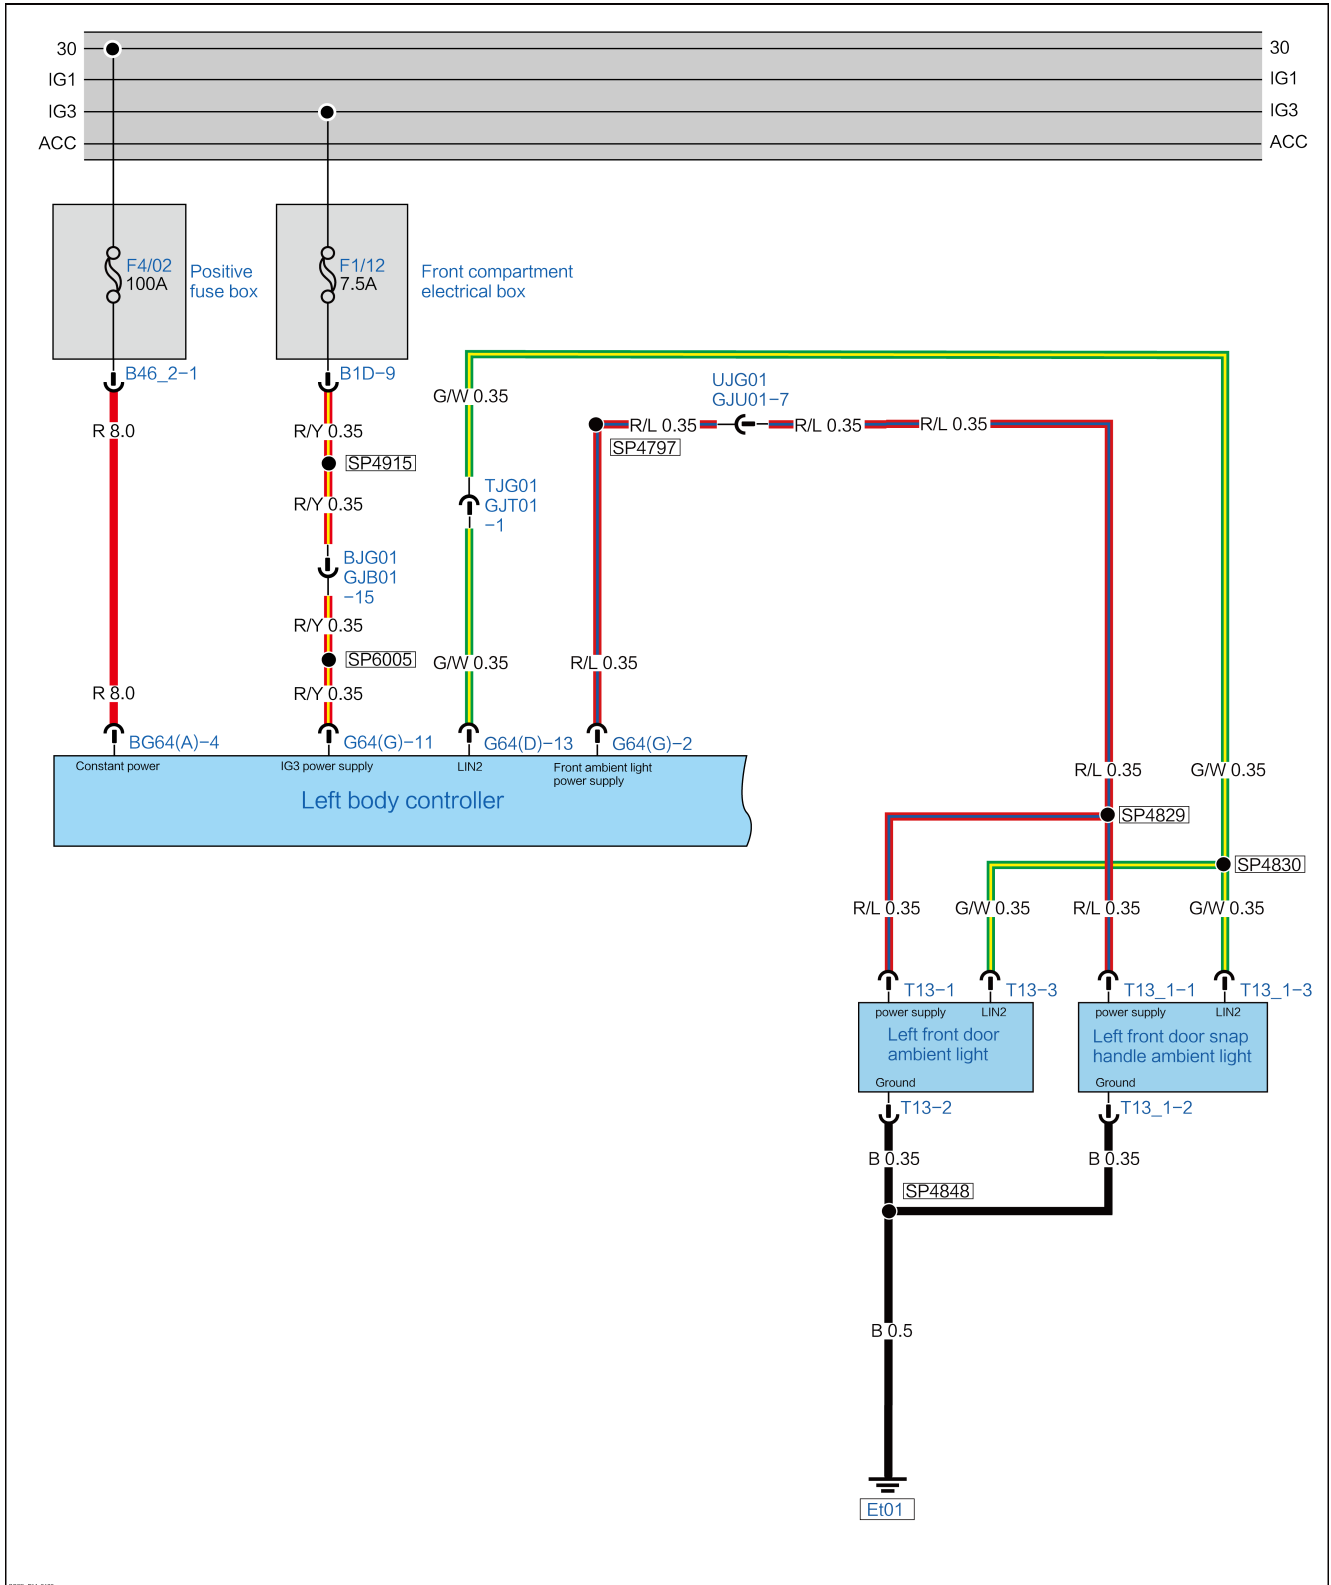 30
30
IG1
IG1
IG3
IG3
ACC
ACC
F4/02
100A
Positive
fuse box
F1/12
7.5A
Front compartment
electrical box
B46_2-1
B1D-9
UJG01
GJU01-7
G/W 0.35
R 8.0
R/Y 0.35
R/L 0.35
R/L 0.35
R/L 0.35
SP4797
SP4915
R/Y 0.35
TJG01
GJT01
-1
BJG01
GJB01
-15
R/Y 0.35
SP6005
G/W 0.35
R/L 0.35
R 8.0
R/Y 0.35
BG64(A)-4
G64(G)-11
G64(D)-13
G64(G)-2
Constant power
IG3 power supply
LIN2
Front ambient light
power supply
Left body controller
R/L 0.35
G/W 0.35
SP4829
SP4830
R/L 0.35
G/W 0.35
R/L 0.35
G/W 0.35
T13-1
T13-3
T13_1-1
T13_1-3
power supply
LIN2
power supply
LIN2
Left front door
ambient light
Left front door snap
handle ambient light
Ground
Ground
T13-2
T13_1-2
B 0.35
B 0.35
SP4848
B 0.5
Et01